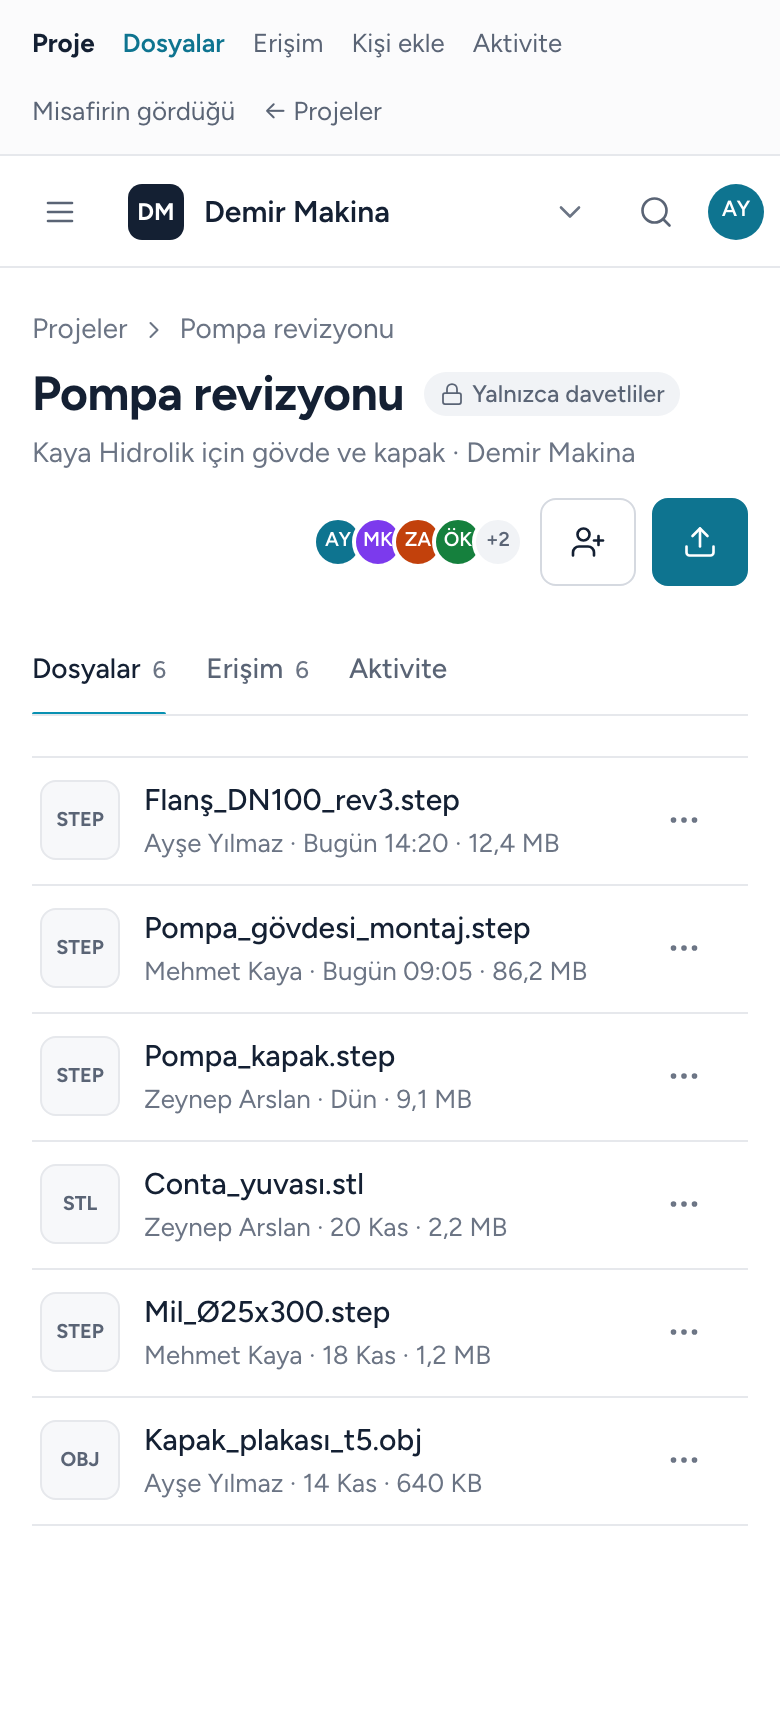 Proje Dosyalar Erişim Kişi ekle Aktivite
Misafirin gördüğü ← Projeler
DM Demir Makina AY
Projeler > Pompa revizyonu
Pompa revizyonu Yalnızca davetliler
Kaya Hidrolik için gövde ve kapak · Demir Makina
AY MK ZA ÖK +2
Dosyalar 6 Erişim 6 Aktivite
STEP Flanş_DN100_rev3.step
Ayşe Yılmaz · Bugün 14:20 · 12,4 MB
STEP Pompa_gövdesi_montaj.step
Mehmet Kaya · Bugün 09:05 · 86,2 MB
STEP Pompa_kapak.step
Zeynep Arslan · Dün · 9,1 MB
STL Conta_yuvası.stl
Zeynep Arslan · 20 Kas · 2,2 MB
STEP Mil_Ø25x300.step
Mehmet Kaya · 18 Kas · 1,2 MB
OBJ Kapak_plakası_t5.obj
Ayşe Yılmaz · 14 Kas · 640 KB